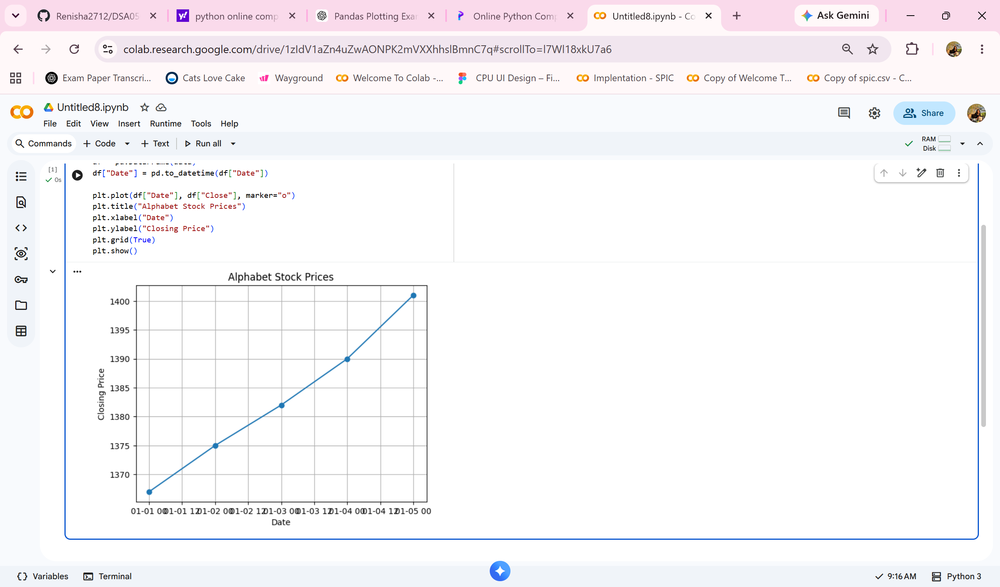 Renisha2712/DSA05
python online comp
Pandas Plotting Exar
Online Python Comp
Untitled8.ipynb - Co
Ask Gemini
colab.research.google.com/drive/1zIdV1aZn4uZwAONPK2mVXXhhslBmnC7q#scrollTo=l7Wl18xkU7a6
Exam Paper Transcri...
Cats Love Cake
Wayground
Welcome To Colab -...
CPU UI Design – Fi...
Implentation - SPIC
Copy of Welcome T...
Copy of spic.csv - C...
Untitled8.ipynb
File Edit View Insert Runtime Tools Help
Share
Commands + Code + Text Run all
RAM
Disk
[1]
0s
df = pd.DataFrame(data)
df["Date"] = pd.to_datetime(df["Date"])
plt.plot(df["Date"], df["Close"], marker="o")
plt.title("Alphabet Stock Prices")
plt.xlabel("Date")
plt.ylabel("Closing Price")
plt.grid(True)
plt.show()
Alphabet Stock Prices
1400
1395
1390
1385
1380
1375
1370
Closing Price
01-01 00 01-01 12 01-02 00 01-02 12 01-03 00 01-03 12 01-04 00 01-04 12 01-05 00
Date
Variables
Terminal
9:16 AM
Python 3